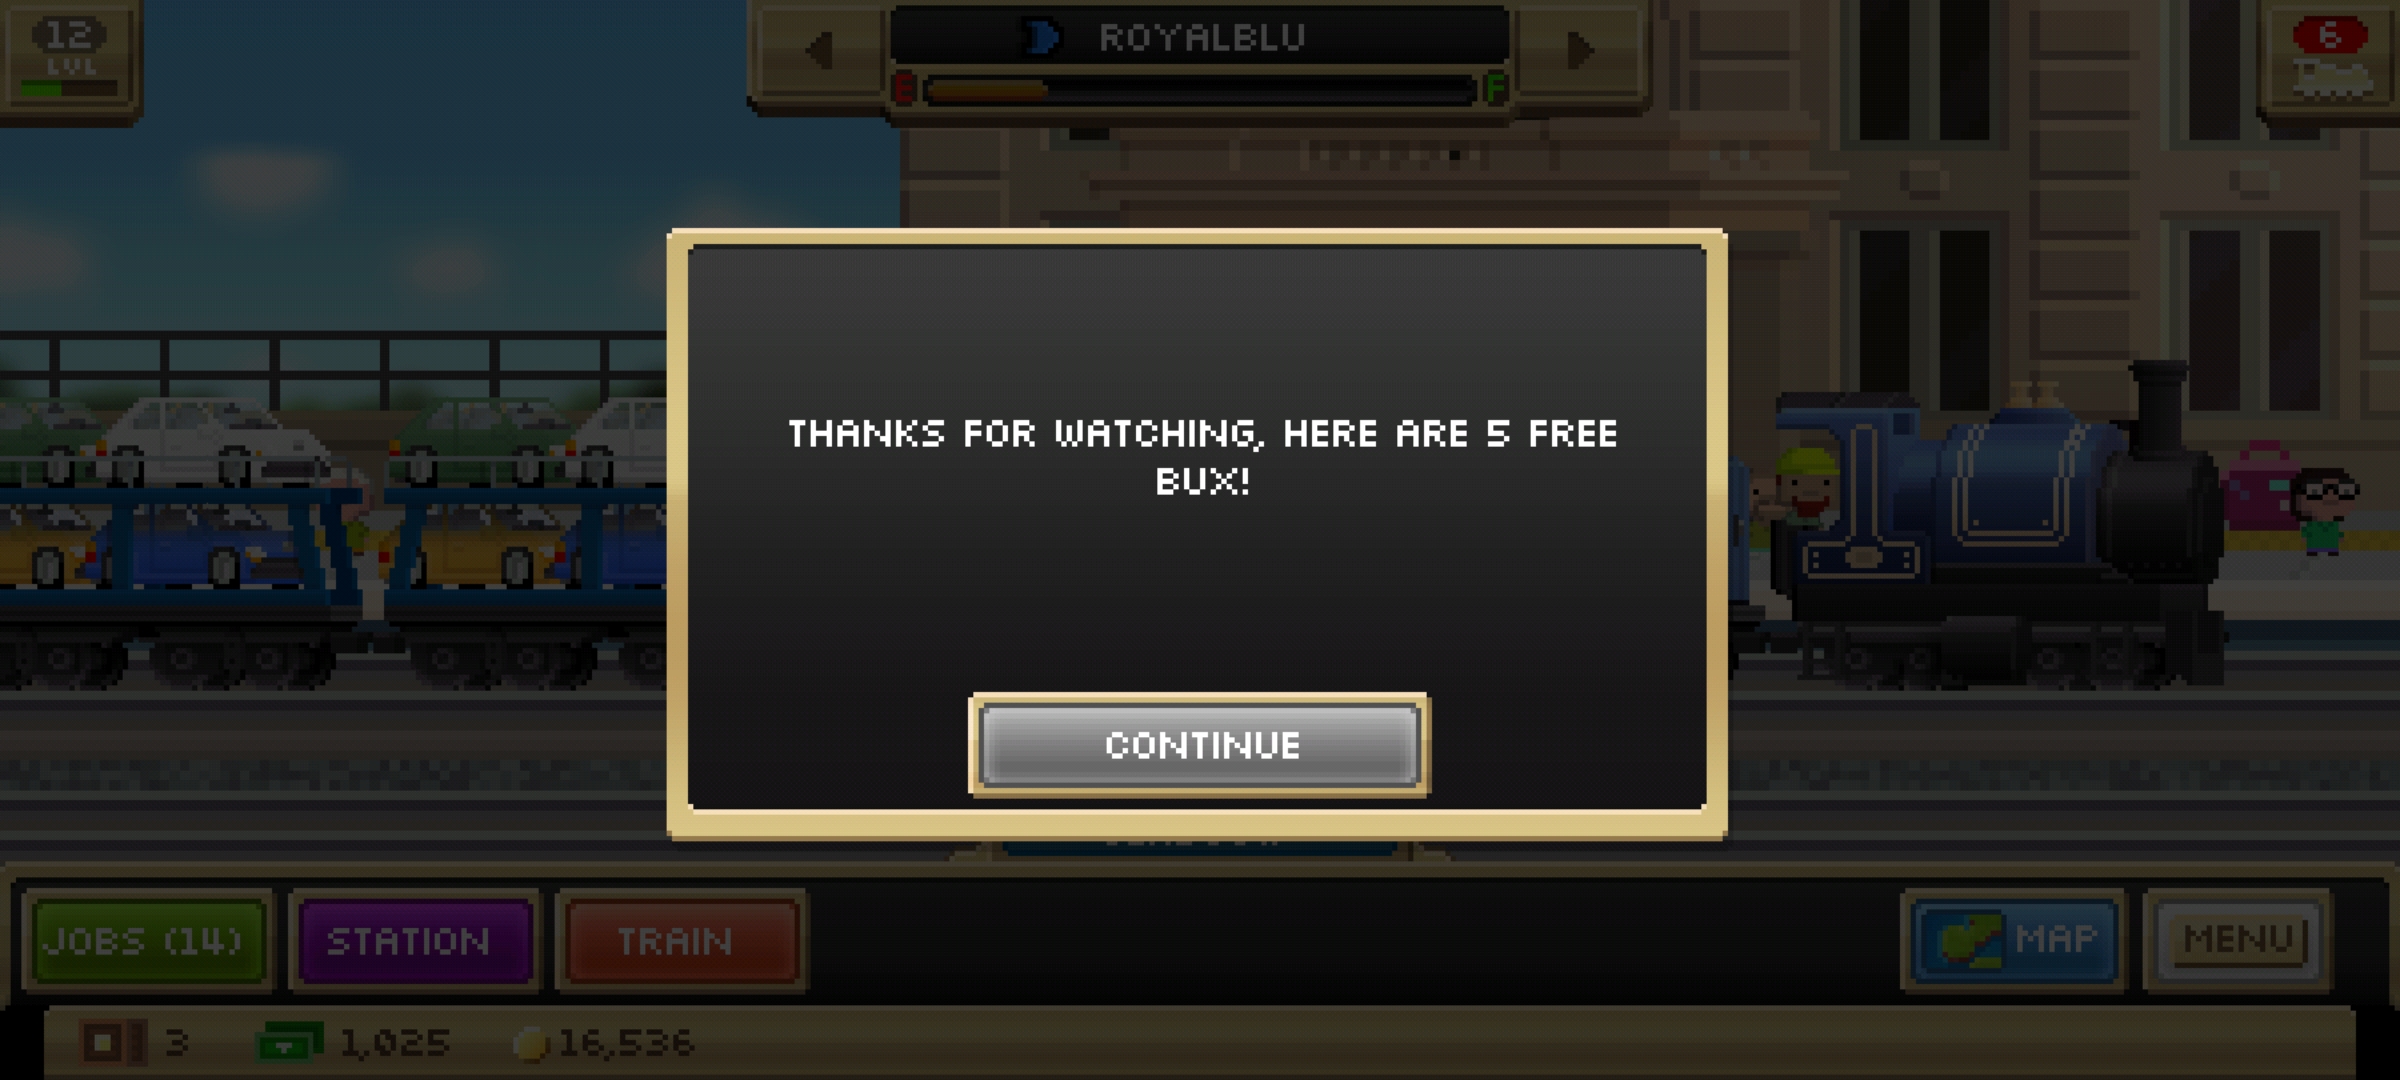 12
LVL
ROYALBLU
E F
6
THANKS FOR WATCHING, HERE ARE 5 FREE
BUX!
CONTINUE
JOBS (14)
STATION
TRAIN
MAP
MENU
3
1,025
16,536